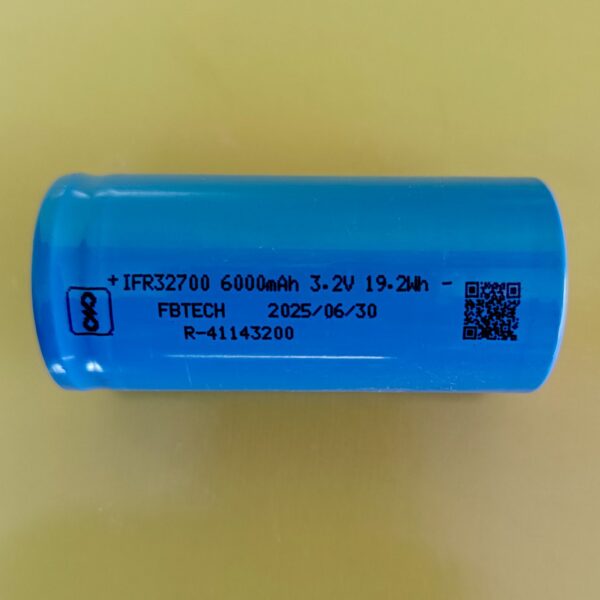 + IFR32700 6000mAh 3.2V 19.2Wh -
FBTECH 2025/06/30
R-41143200